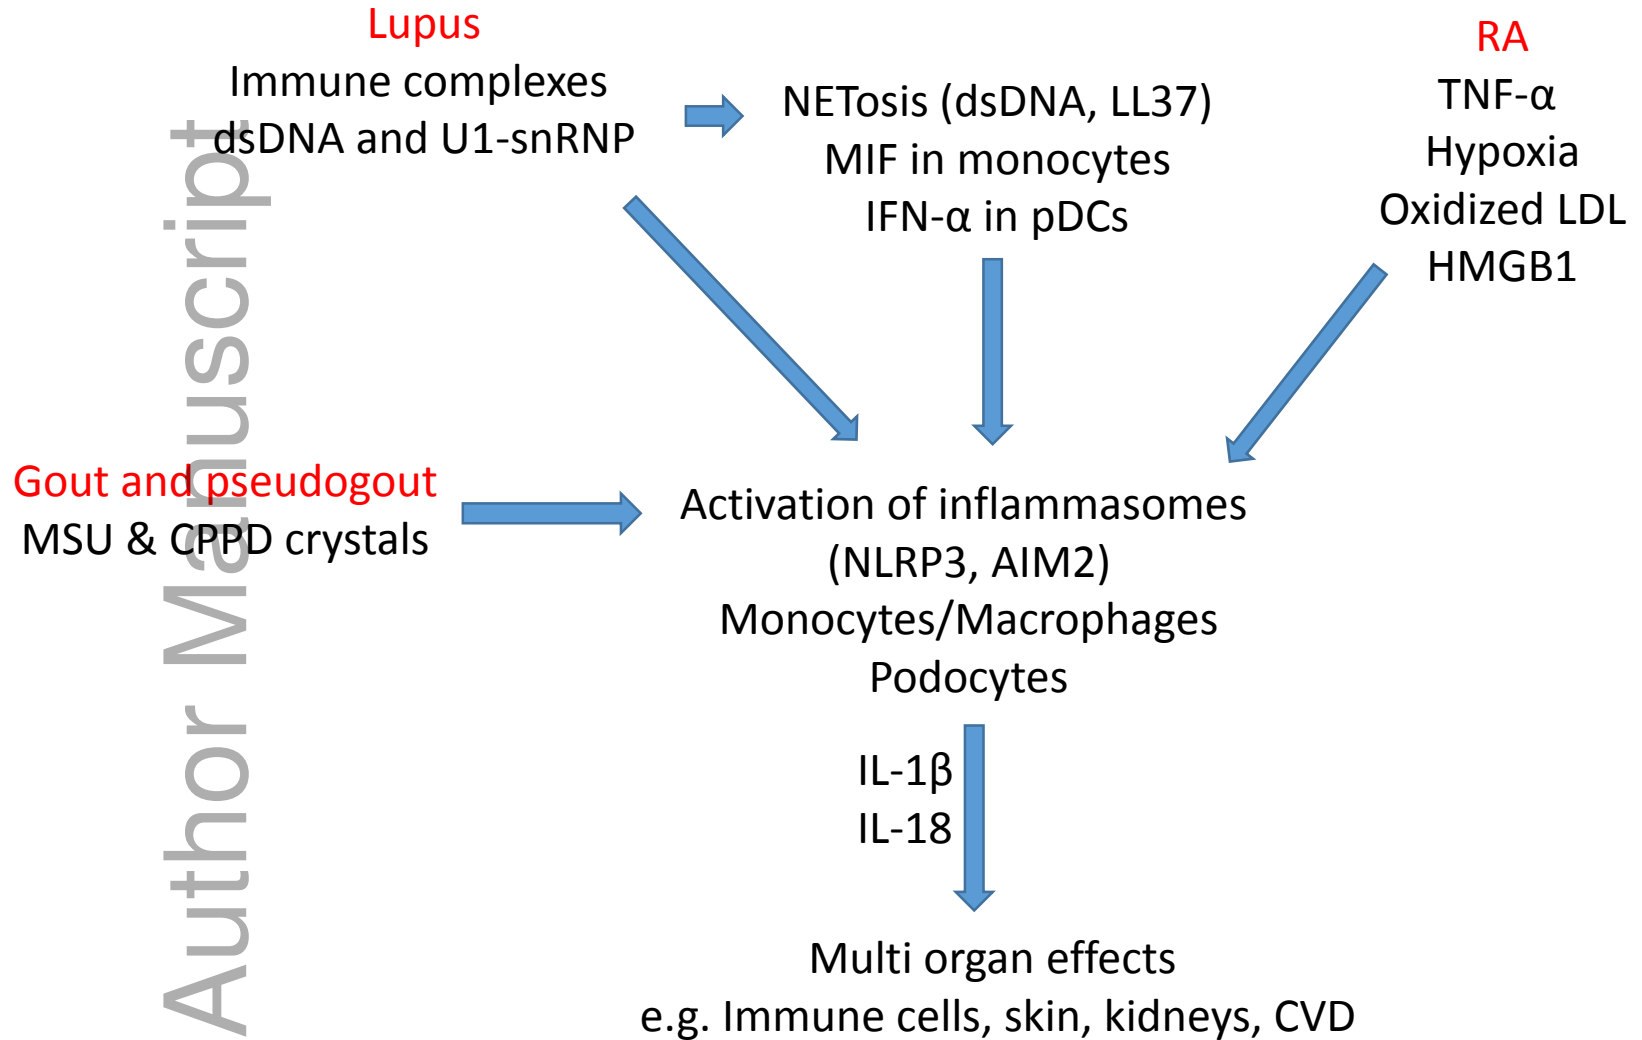 Lupus
Immune complexes
dsDNA and U1-snRNP
NETosis (dsDNA, LL37)
MIF in monocytes
IFN-α in pDCs
RA
TNF-α
Hypoxia
Oxidized LDL
HMGB1
Gout and pseudogout
MSU & CPPD crystals
Activation of inflammasomes
(NLRP3, AIM2)
Monocytes/Macrophages
Podocytes
IL-1β
IL-18
Multi organ effects
e.g. Immune cells, skin, kidneys, CVD
Author Manuscript